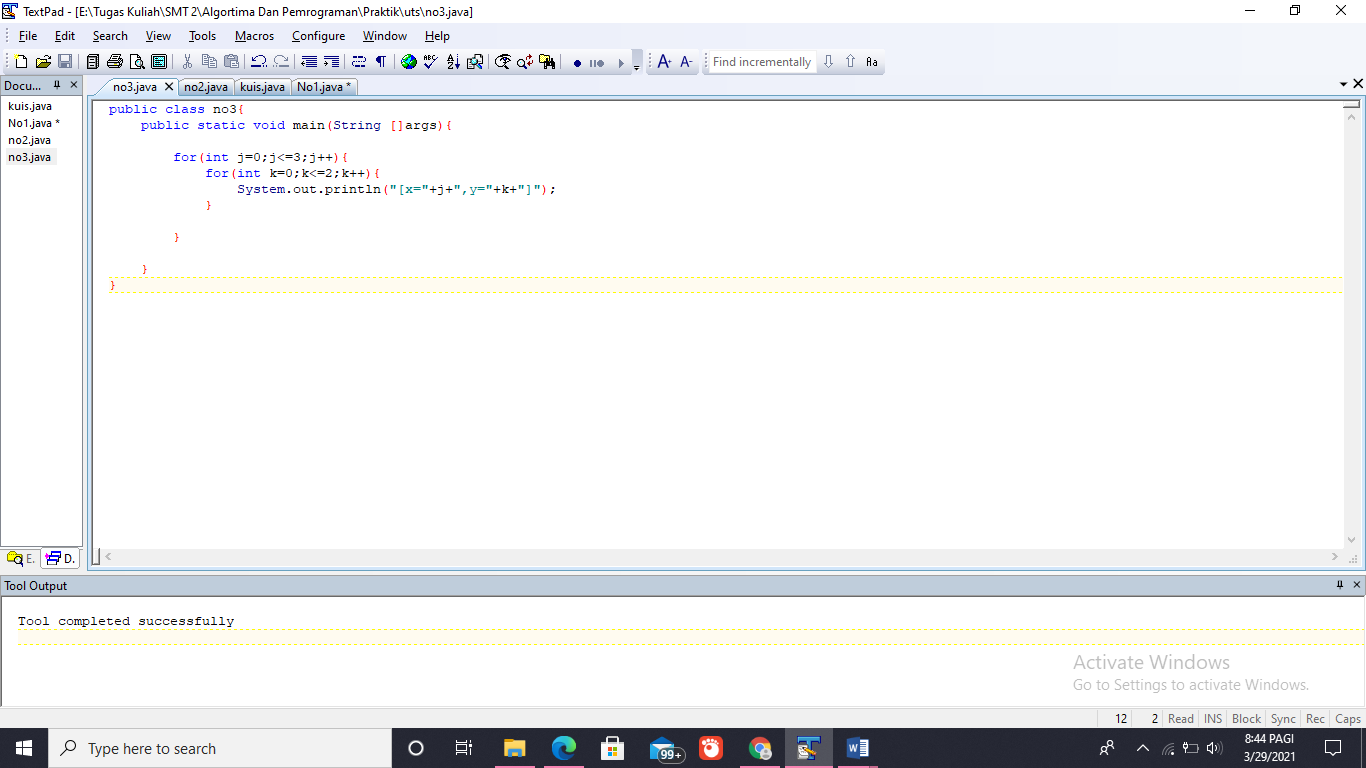 TextPad - [E:\Tugas Kuliah\SMT 2\Algortima Dan Pemrograman\Praktik\uts\no3.java]
File Edit Search View Tools Macros Configure Window Help
Find incrementally
Docu...
no3.java no2.java kuis.java No1.java *
kuis.java
No1.java *
no2.java
no3.java
public class no3{
public static void main(String []args){
for(int j=0;j<=3;j++){
for(int k=0;k<=2;k++){
System.out.println("[x="+j+",y="+k+"]");
}
}
}
}
E. D.
Tool Output
Tool completed successfully
Activate Windows
Go to Settings to activate Windows.
12 2 Read INS Block Sync Rec Caps
Type here to search
99+
8:44 PAGI
3/29/2021